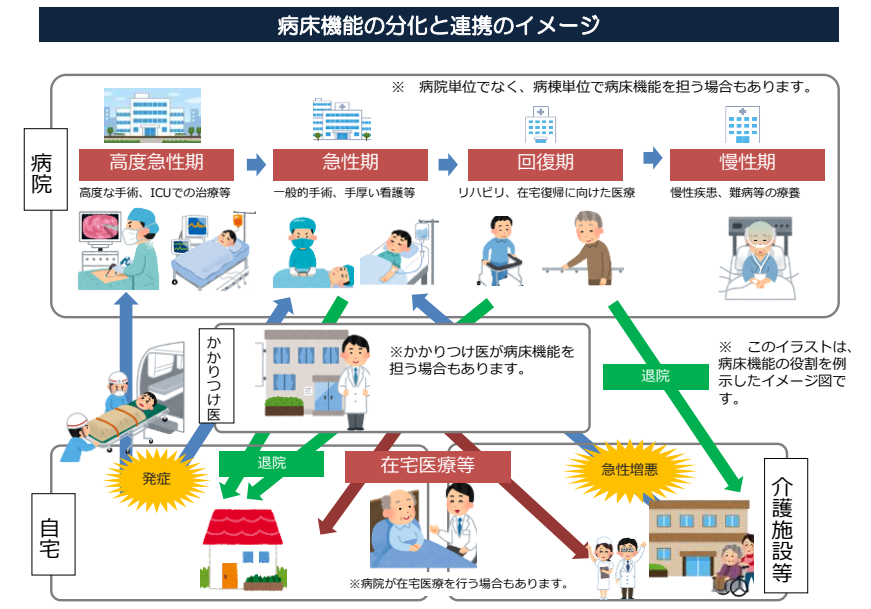 病床機能の分化と連携のイメージ
※　病院単位でなく、病棟単位で病床機能を担う場合もあります。
病院
高度急性期
急性期
回復期
慢性期
高度な手術、ICUでの治療等
一般的手術、手厚い看護等
リハビリ、在宅復帰に向けた医療
慢性疾患、難病等の療養
かかりつけ医
※かかりつけ医が病床機能を
担う場合もあります。
※　このイラストは、
病床機能の役割を例
示したイメージ図で
す。
退院
発症
退院
在宅医療等
急性増悪
自宅
介護施設等
※病院が在宅医療を行う場合もあります。